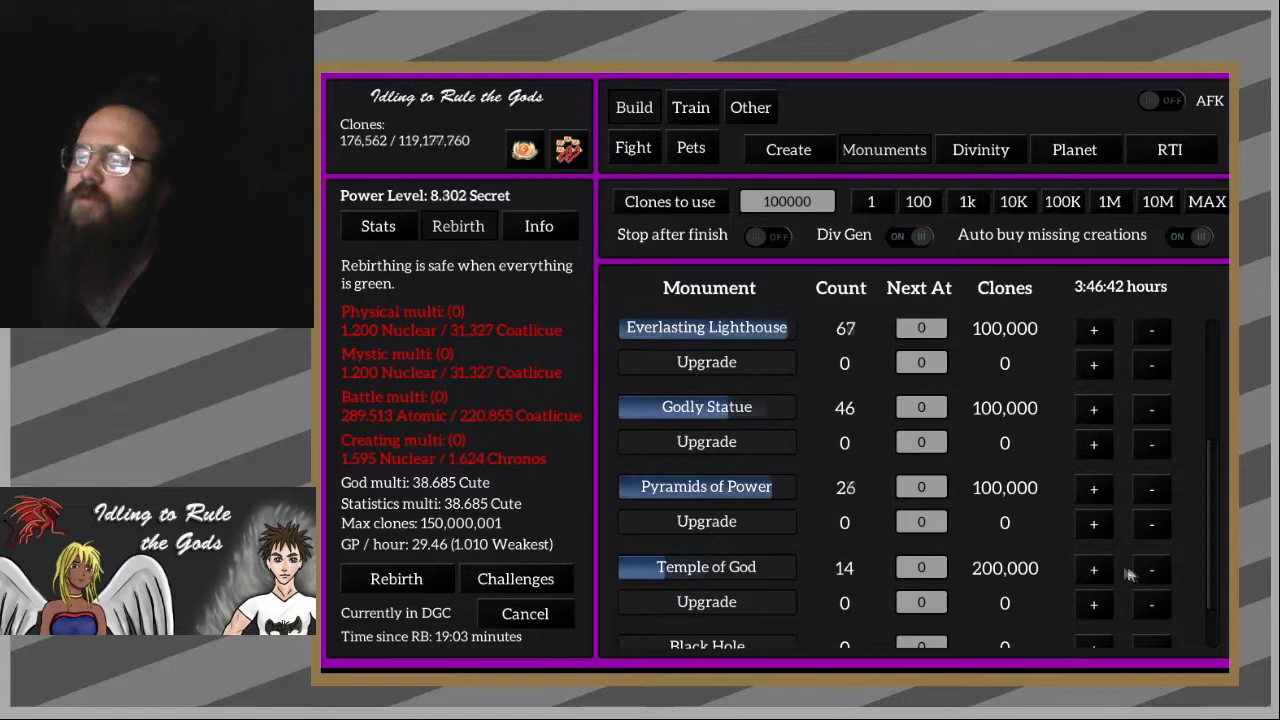 Idling to Rule the Gods
Clones:
176,562 / 119,177,760
Build
Train
Other
OFF
AFK
Fight
Pets
Create
Monuments
Divinity
Planet
RTI
Power Level: 8.302 Secret
Stats
Rebirth
Info
Rebirthing is safe when everything
is green.
Physical multi: (0)
1.200 Nuclear / 31.327 Coatlicue
Mystic multi: (0)
1.200 Nuclear / 31.327 Coatlicue
Battle multi: (0)
289.513 Atomic / 220.855 Coatlicue
Creating multi: (0)
1.595 Nuclear / 1.624 Chronos
God multi: 38.685 Cute
Statistics multi: 38.685 Cute
Max clones: 150,000,001
GP / hour: 29.46 (1.010 Weakest)
Rebirth
Challenges
Currently in DGC
Cancel
Time since RB: 19:03 minutes
Clones to use
100000
1
100
1k
10K
100K
1M
10M
MAX
Stop after finish
OFF
Div Gen
ON
Auto buy missing creations
ON
Monument
Count
Next At
Clones
3:46:42 hours
Everlasting Lighthouse 67 0 100,000 + -
Upgrade 0 0 0 + -
Godly Statue 46 0 100,000 + -
Upgrade 0 0 0 + -
Pyramids of Power 26 0 100,000 + -
Upgrade 0 0 0 + -
Temple of God 14 0 200,000 + -
Upgrade 0 0 0 + -
Black Hole 0 0 0
Idling to Rule
the Gods